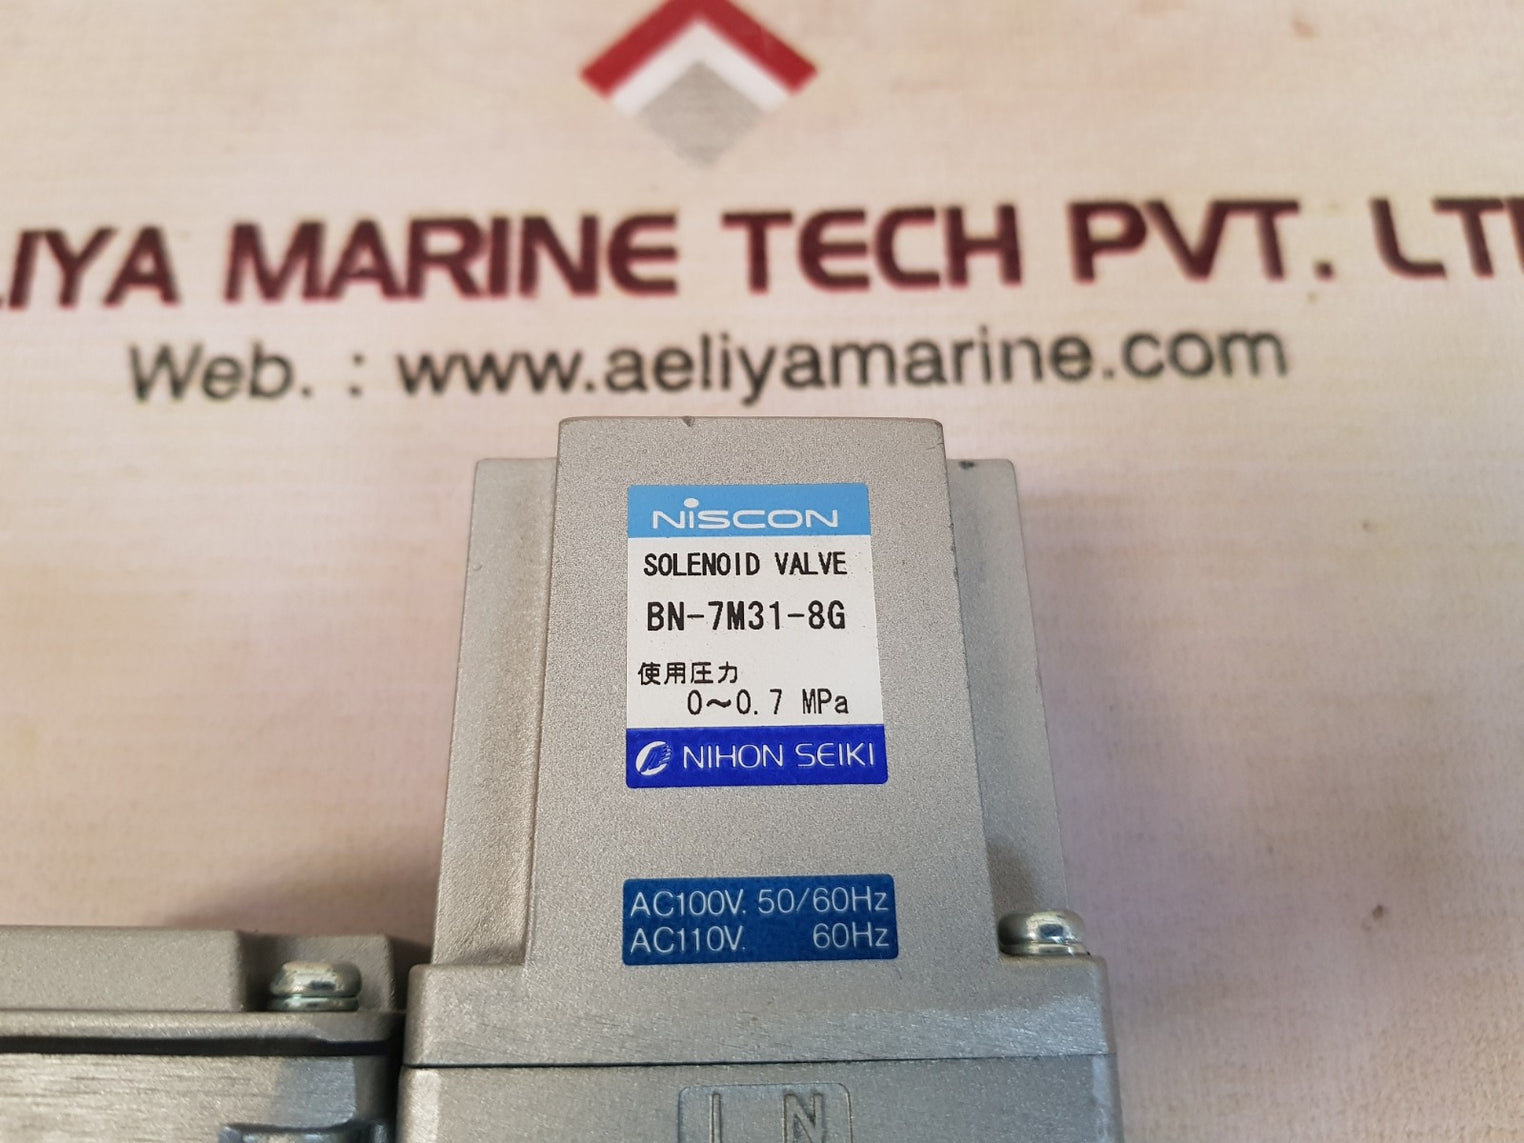 LIYA MARINE TECH PVT. LT
Web. : www.aeliyamarine.com
NISCON
SOLENOID VALVE
BN-7M31-8G
使用圧力
0～0.7 MPa
NIHON SEIKI
AC100V. 50/60Hz
AC110V. 60Hz
IN